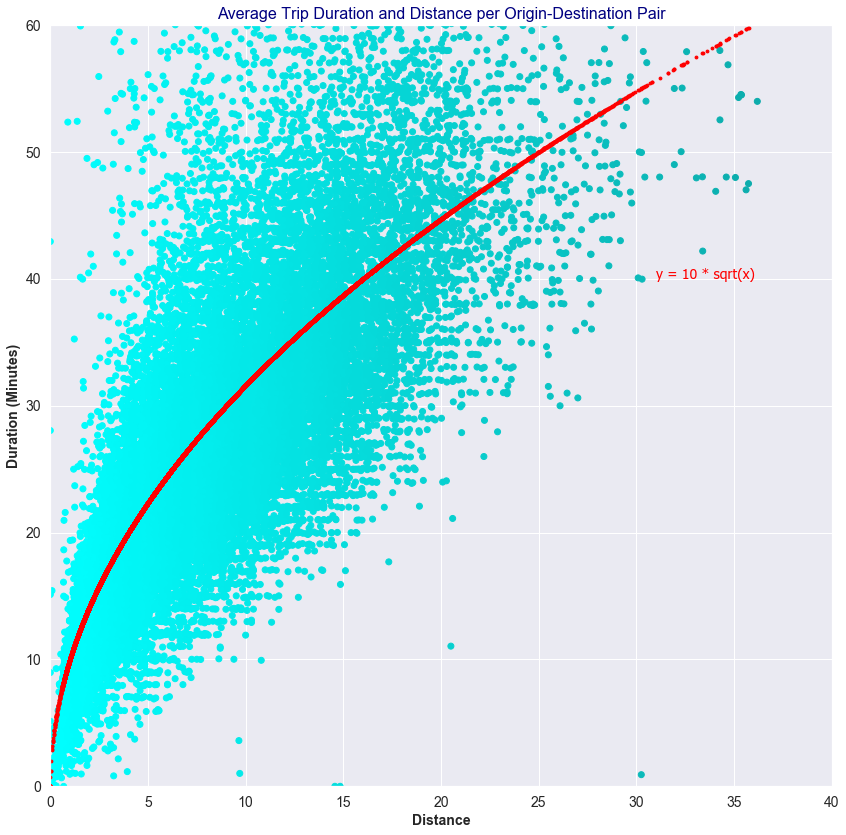 Average Trip Duration and Distance per Origin-Destination Pair
60
50
40
30
20
10
0
Duration (Minutes)
y = 10 * sqrt(x)
0 5 10 15 20 25 30 35 40
Distance